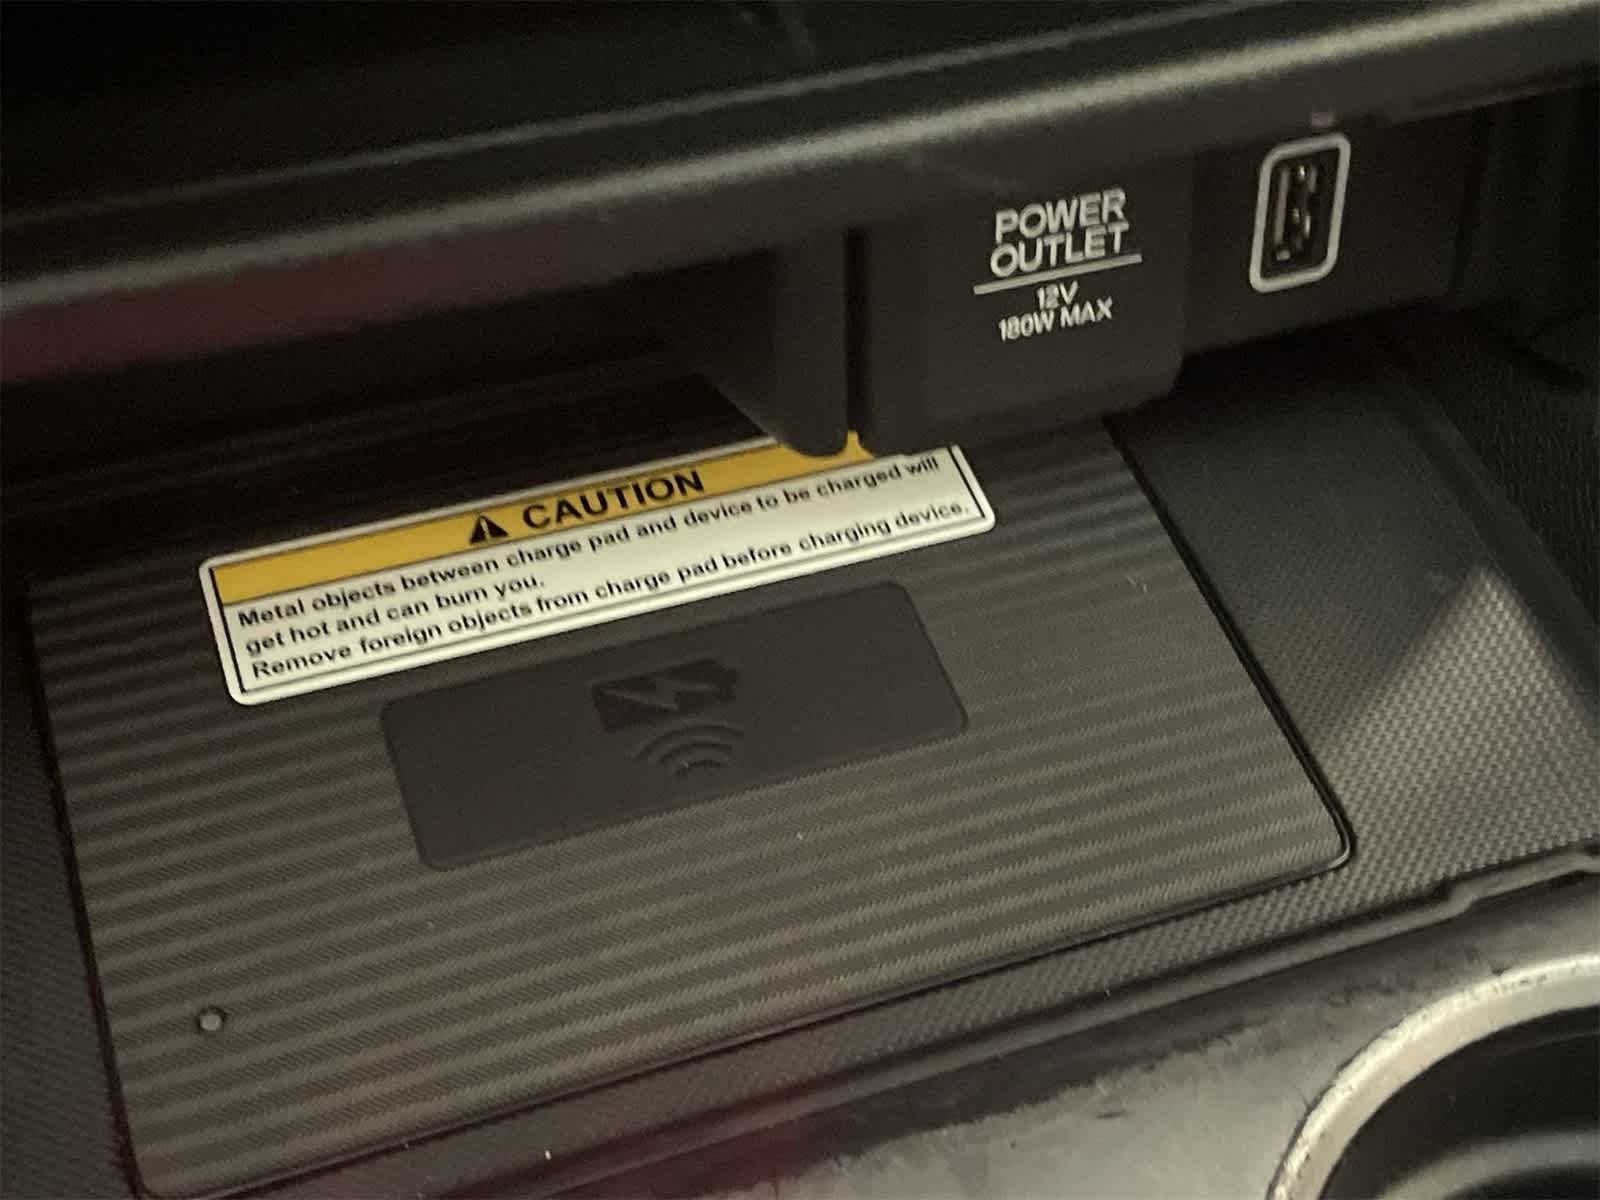 POWER
OUTLET
12V
180W MAX
CAUTION
Metal objects between charge pad and device to be charged will
get hot and can burn you.
Remove foreign objects from charge pad before charging device.